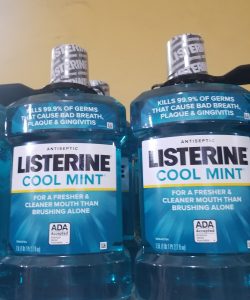 LISTERINE
KILLS 99.9% OF GERMS
THAT CAUSE BAD BREATH,
PLAQUE & GINGIVITIS
ANTISEPTIC
LISTERINE
COOL MINT
FOR A FRESHER &
CLEANER MOUTH THAN
BRUSHING ALONE
ADA
Accepted
LISTERINE
KILLS 99.9% OF GERMS
THAT CAUSE BAD BREATH,
PLAQUE & GINGIVITIS
ANTISEPTIC
LISTERINE
COOL MINT
FOR A FRESHER &
CLEANER MOUTH THAN
BRUSHING ALONE
ADA
Accepted